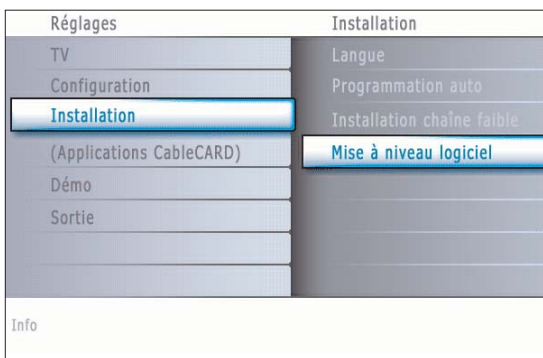 Réglages
TV
Configuration
Installation
(Applications CableCARD)
Démo
Sortie
Installation
Langue
Programmation auto
Installation chaîne faible
Mise à niveau logiciel
Info